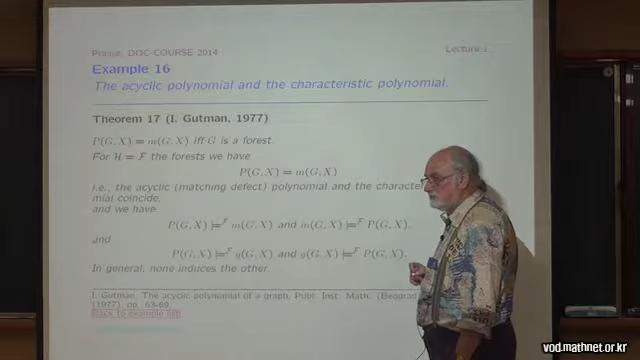 Prague, DOC-COURSE 2014 Lecture 1
Example 16
The acyclic polynomial and the characteristic polynomial.
Theorem 17 (I. Gutman, 1977)
P(G, X) = m(G, X) iff G is a forest.
For H = F the forests we have
P(G, X) = m(G, X)
i.e., the acyclic (matching defect) polynomial and the characte
mial coincide,
and we have
P(G, X) ⊨^F m(G, X) and m(G, X) ⊨^F P(G, X).
and
P(G, X) ⊨^F g(G, X) and g(G, X) ⊨^F P(G, X).
In general, none induces the other.
I. Gutman, The acyclic polynomial of a graph, Publ. Inst. Math. (Beograd
(1977) pp. 63-69.
Back to example list
vod.mathnet.or.kr